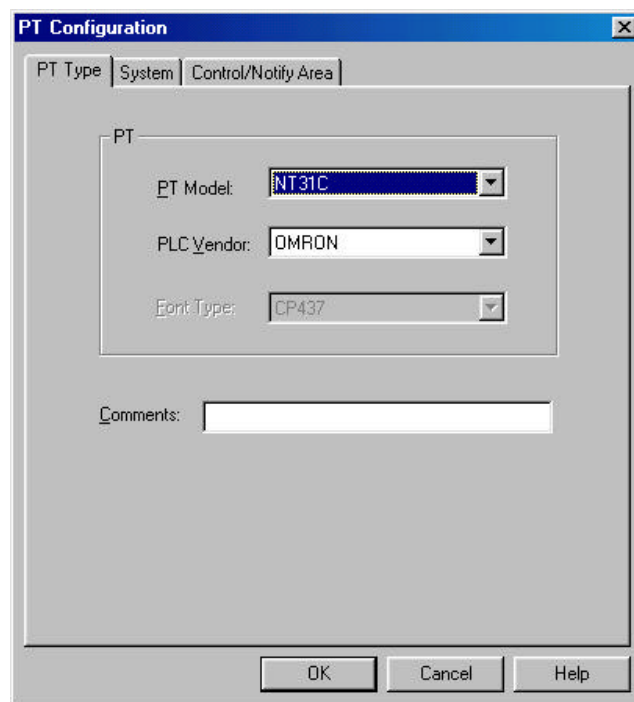 PT Configuration
PT Type System Control/Notify Area
PT
PT Model: NT31C
PLC Vendor: OMRON
Font Type: CP437
Comments:
OK Cancel Help